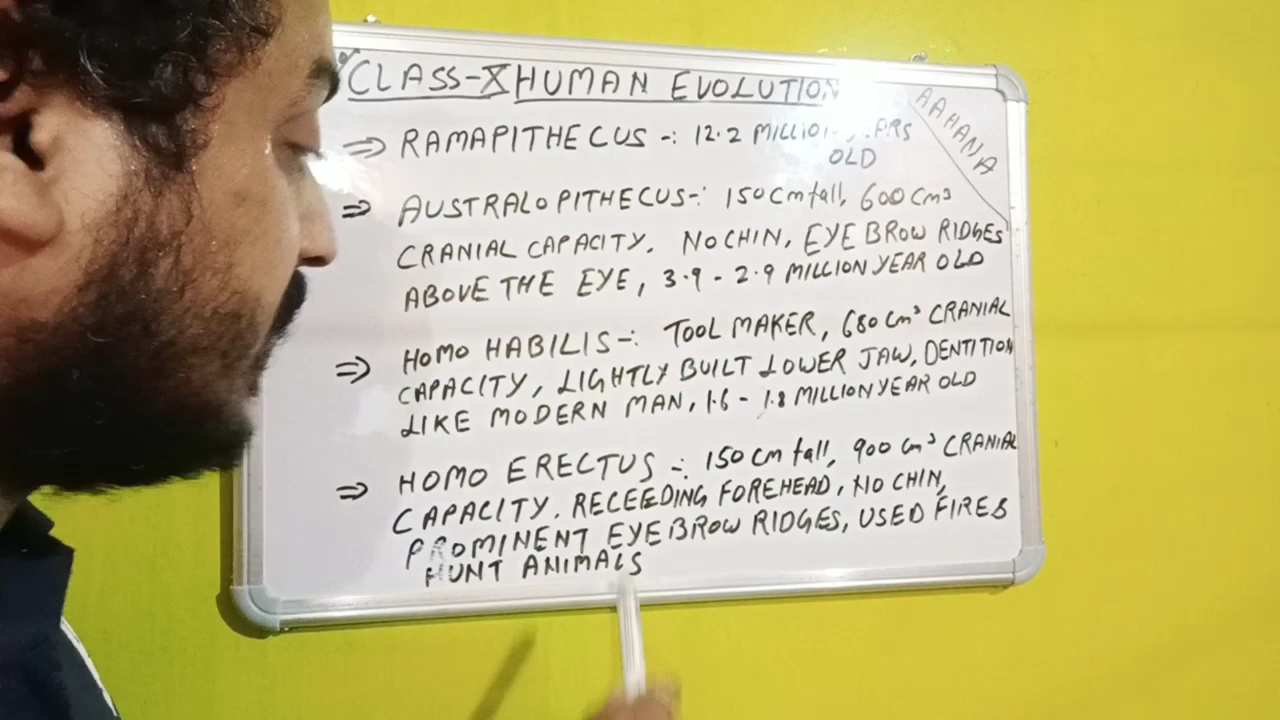 CLASS-X HUMAN EVOLUTION
AAHANA
⇒ RAMAPITHECUS -: 12.2
OLD
⇒ AUSTRALOPITHECUS-: 150 cm tall, 600 cm³
CRANIAL CAPACITY. NO CHIN, EYE BROW RIDGES
ABOVE THE EYE, 3.9 - 2.9 MILLION YEAR OLD
⇒ HOMO HABILIS-: TOOL MAKER, 680 cm³ CRANIAL
CAPACITY, LIGHTLY BUILT LOWER JAW, DENTITION
LIKE MODERN MAN, 1.6 - 1.8 MILLION YEAR OLD
⇒ HOMO ERECTUS -: 150 cm tall, 900 cm³ CRANIAL
CAPACITY. RECEEDING FOREHEAD, NO CHIN,
PROMINENT EYE BROW RIDGES, USED FIRE &
HUNT ANIMALS